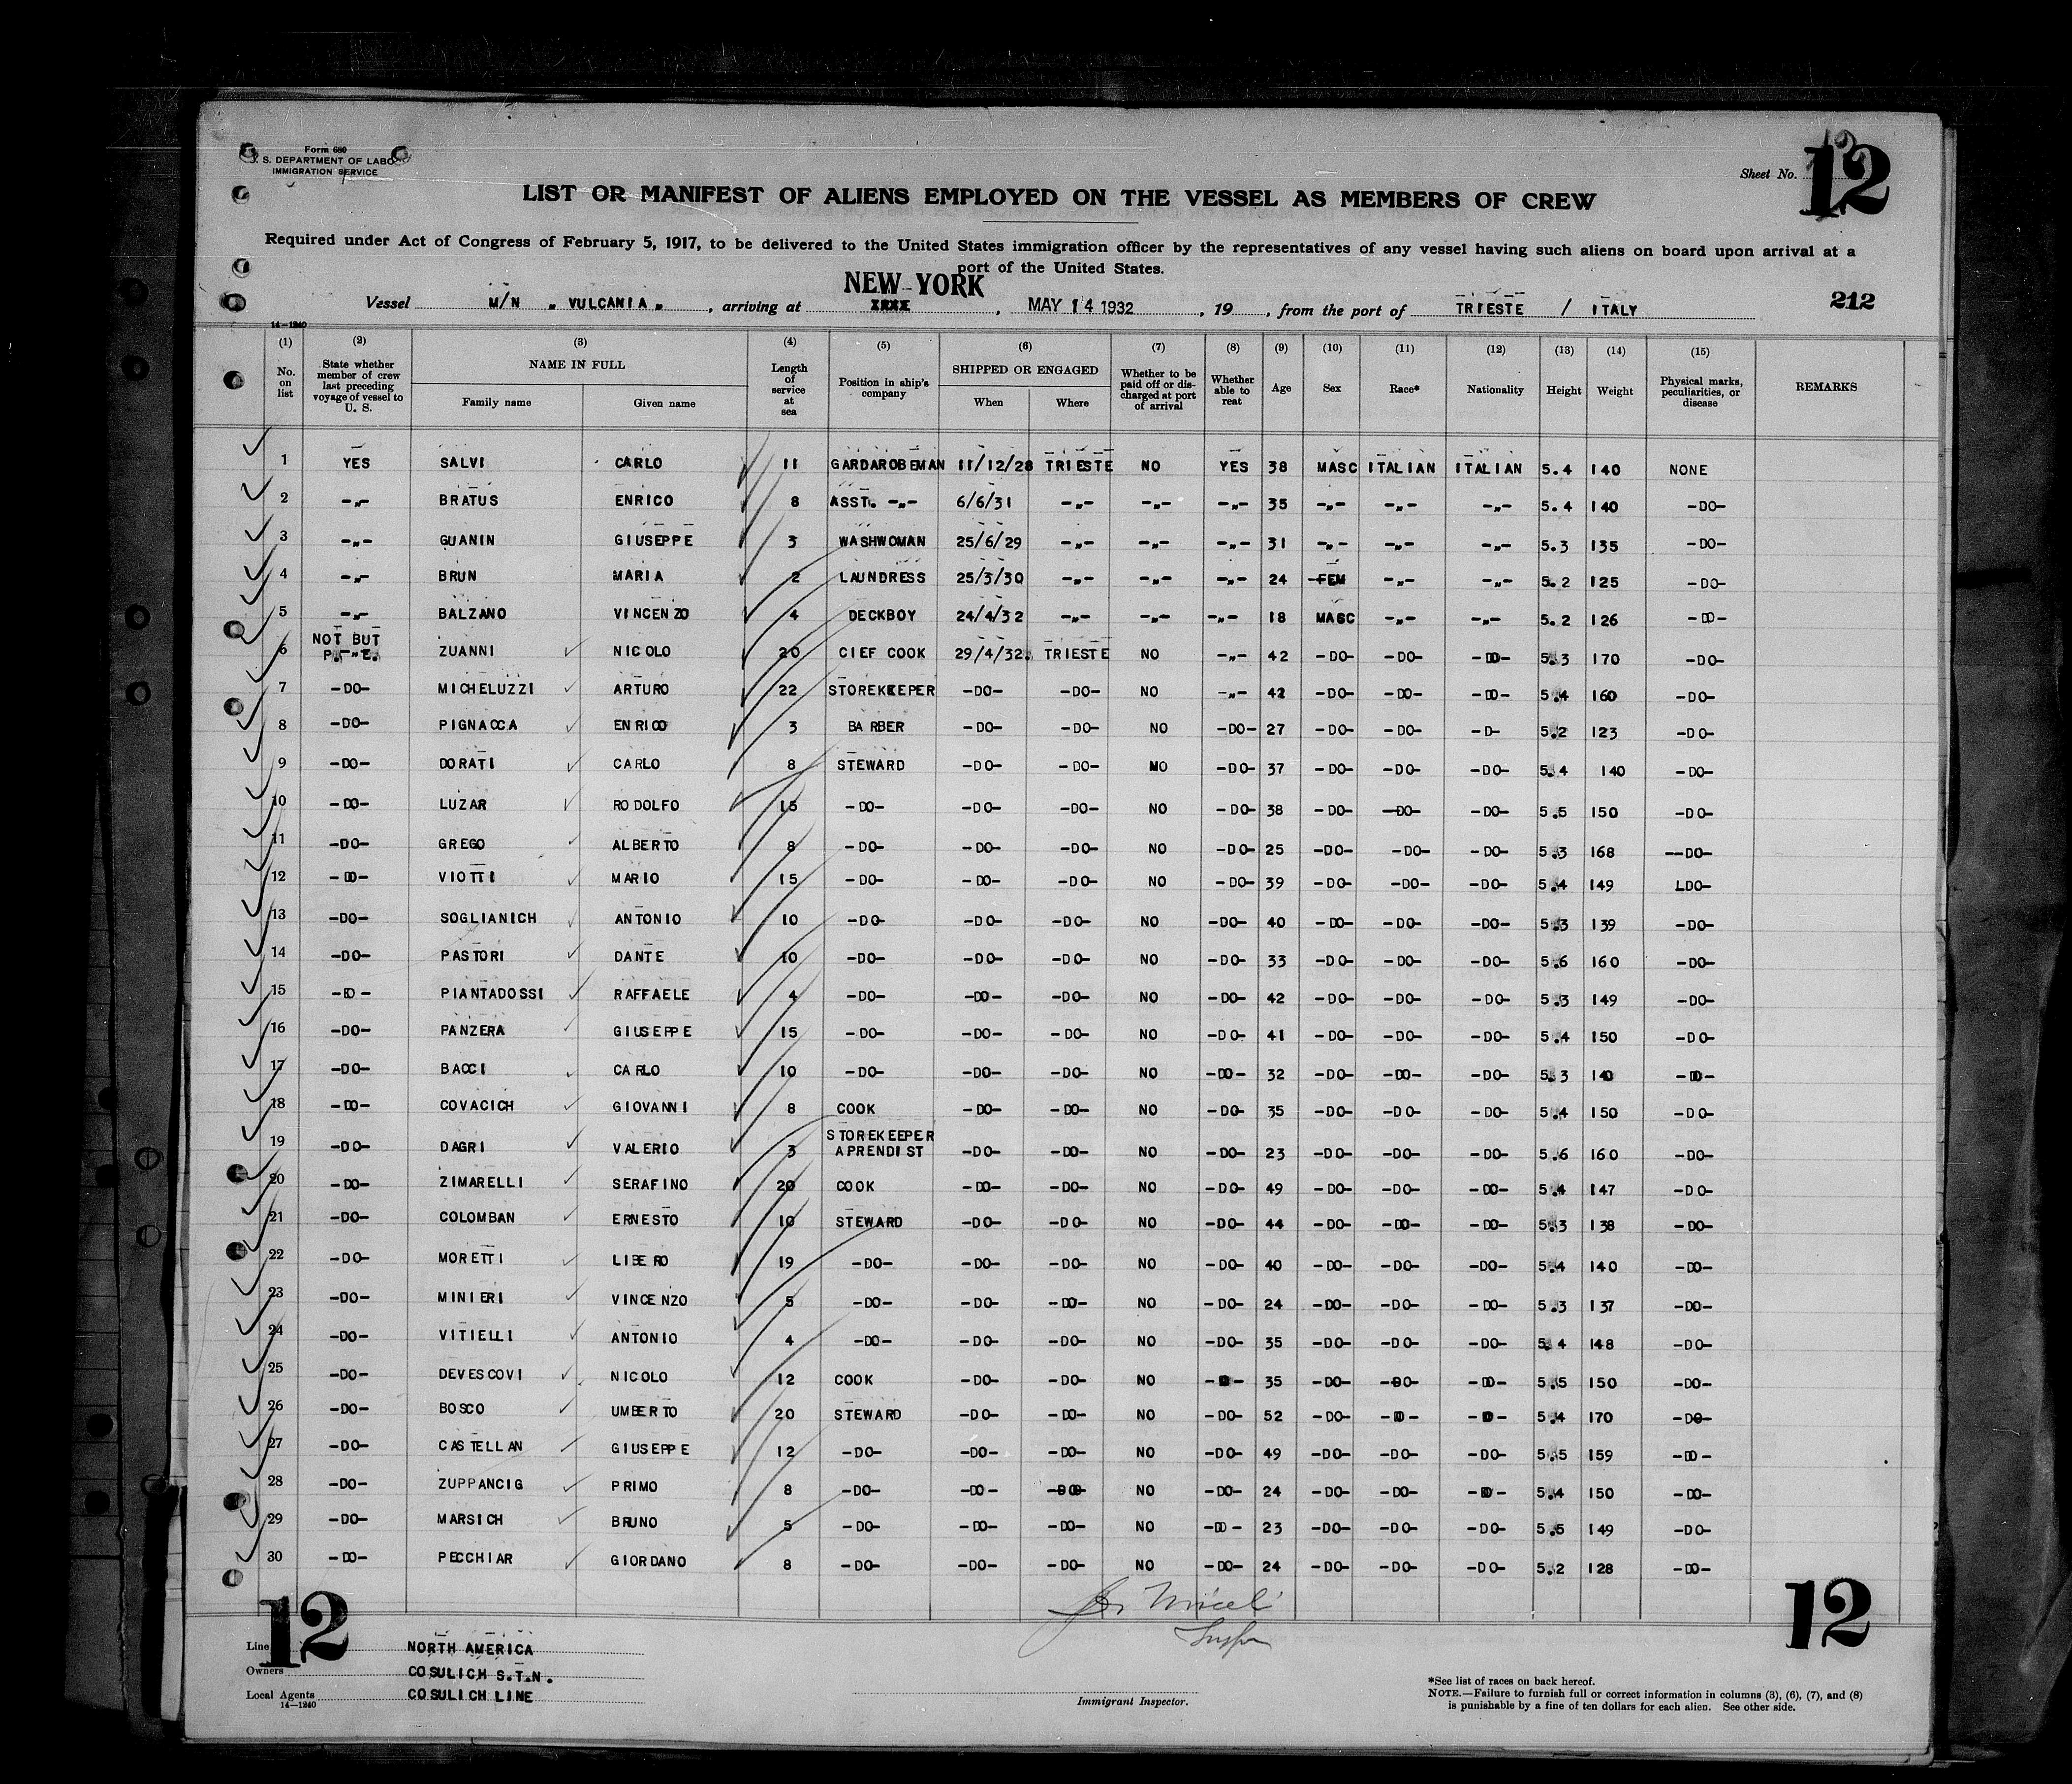 Form 680
U. S. DEPARTMENT OF LABOR
IMMIGRATION SERVICE
Sheet No. 12
LIST OR MANIFEST OF ALIENS EMPLOYED ON THE VESSEL AS MEMBERS OF CREW
Required under Act of Congress of February 5, 1917, to be delivered to the United States immigration officer by the representatives of any vessel having such aliens on board upon arrival at a
port of the United States.
NEW YORK
Vessel M/N „ VULCANIA „ , arriving at XXXX , MAY 14 1932 , 19 , from the port of TRIESTE / ITALY 212
14—1240
(1) (2) (3) (4) (5) (6) (7) (8) (9) (10) (11) (12) (13) (14) (15)
No. on list State whether member of crew last preceding voyage of vessel to U. S. NAME IN FULL Family name Given name Length of service at sea Position in ship's company SHIPPED OR ENGAGED When Where Whether to be paid off or discharged at port of arrival Whether able to reat Age Sex Race* Nationality Height Weight Physical marks, peculiarities, or disease REMARKS
1 YES SALVI CARLO 11 GARDAROBEMAN 11/12/28 TRIESTE NO YES 38 MASC ITALIAN ITALIAN 5.4 140 NONE
2 -„- BRATUS ENRICO 8 ASST. -„- 6/6/31 -„- -„- -„- 35 -„- -„- -„- 5.4 140 -DO-
3 -„- GUANIN GIUSEPPE 3 WASHWOMAN 25/6/29 -„- -„- -„- 31 -„- -„- -„- 5.3 135 -DO-
4 -„- BRUN MARIA 2 LAUNDRESS 25/3/30 -„- -„- -„- 24 FEM -„- -„- 5.2 125 -DO-
5 -„- BALZANO VINCENZO 4 DECKBOY 24/4/32 -„- -„- -„- 18 MASC -„- -„- 5.2 126 -DO-
6 NOT BUT P.-„-E. ZUANNI NICOLO 20 CIEF COOK 29/4/32. TRIESTE NO -„- 42 -DO- -DO- -DO- 5.3 170 -DO-
7 -DO- MICHELUZZI ARTURO 22 STOREKEEPER -DO- -DO- NO -„- 42 -DO- -DO- -DO- 5.4 160 -DO-
8 -DO- PIGNACCA ENRICO 3 BARBER -DO- -DO- NO -DO- 27 -DO- -DO- -D- 5.2 123 -DO-
9 -DO- DORATI CARLO 8 STEWARD -DO- -DO- MO -DO- 37 -DO- -DO- -DO- 5.4 140 -DO-
10 -DO- LUZAR RODOLFO 15 -DO- -DO- -DO- NO -DO- 38 -DO- -DO- -DO- 5.5 150 -DO-
11 -DO- GREGO ALBERTO 8 -DO- -DO- -DO- NO -DO- 25 -DO- -DO- -DO- 5.3 168 --DO-
12 -DO- VIOTTI MARIO 15 -DO- -DO- -DO- NO -DO- 39 -DO- -DO- -DO- 5.4 149 LDO-
13 -DO- SOGLIANICH ANTONIO 10 -DO- -DO- -DO- NO -DO- 40 -DO- -DO- -DO- 5.3 139 -DO-
14 -DO- PASTORI DANTE 10 -DO- -DO- -DO- NO -DO- 33 -DO- -DO- -DO- 5.6 160 -DO-
15 -DO- PIANTADOSSI RAFFAELE 4 -DO- -DO- -DO- NO -DO- 42 -DO- -DO- -DO- 5.3 149 -DO-
16 -DO- PANZERA GIUSEPPE 15 -DO- -DO- -DO- NO -DO- 41 -DO- -DO- -DO- 5.4 150 -DO-
17 -DO- BACCI CARLO 10 -DO- -DO- -DO- NO -DO- 32 -DO- -DO- -DO- 5.3 140 -DO-
18 -DO- COVACICH GIOVANNI 8 COOK -DO- -DO- NO -DO- 35 -DO- -DO- -DO- 5.4 150 -DO-
19 -DO- DAGRI VALERIO 3 STOREKEEPER APRENDIST -DO- -DO- NO -DO- 23 -DO- -DO- -DO- 5.6 160 -DO-
20 -DO- ZIMARELLI SERAFINO 20 COOK -DO- -DO- NO -DO- 49 -DO- -DO- -DO- 5.4 147 -DO-
21 -DO- COLOMBAN ERNESTO 10 STEWARD -DO- -DO- NO -DO- 44 -DO- -DO- -DO- 5.3 138 -DO-
22 -DO- MORETTI LIBERO 19 -DO- -DO- -DO- NO -DO- 40 -DO- -DO- -DO- 5.4 140 -DO-
23 -DO- MINIERI VINCENZO 5 -DO- -DO- -DO- NO -DO- 24 -DO- -DO- -DO- 5.3 137 -DO-
24 -DO- VITIELLI ANTONIO 4 -DO- -DO- -DO- NO -DO- 35 -DO- -DO- -DO- 5.4 148 -DO-
25 -DO- DEVESCOVI NICOLO 12 COOK -DO- -DO- NO -D- 35 -DO- -DO- -DO- 5.5 150 -DO-
26 -DO- BOSCO UMBERTO 20 STEWARD -DO- -DO- NO -DO- 52 -DO- -DO- -DO- 5.4 170 -DO-
27 -DO- CASTELLAN GIUSEPPE 12 -DO- -DO- -DO- NO -DO- 49 -DO- -DO- -DO- 5.5 159 -DO-
28 -DO- ZUPPANCIG PRIMO 8 -DO- -DO- -DO- NO -DO- 24 -DO- -DO- -DO- 5.4 150 -DO-
29 -DO- MARSICH BRUNO 5 -DO- -DO- -DO- NO -DO- 23 -DO- -DO- -DO- 5.5 149 -DO-
30 -DO- PECCHIAR GIORDANO 8 -DO- -DO- -DO- NO -DO- 24 -DO- -DO- -DO- 5.2 128 -DO-
12 12
Line NORTH AMERICA
Owners COSULICH S.T.N.
Local Agents COSULICH LINE
14—1240
Immigrant Inspector.
*See list of races on back hereof.
NOTE.—Failure to furnish full or correct information in columns (3), (6), (7), and (8)
is punishable by a fine of ten dollars for each alien. See other side.